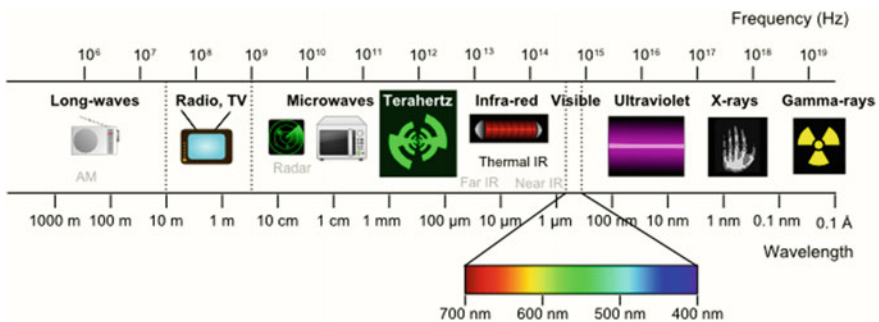 Frequency (Hz)
10⁶ 10⁷ 10⁸ 10⁹ 10¹⁰ 10¹¹ 10¹² 10¹³ 10¹⁴ 10¹⁵ 10¹⁶ 10¹⁷ 10¹⁸ 10¹⁹
Long-waves Radio, TV Microwaves Terahertz Infra-red Visible Ultraviolet X-rays Gamma-rays
Thermal IR
Radar
AM Far IR Near IR
1000 m 100 m 10 m 1 m 10 cm 1 cm 1 mm 100 µm 10 µm 1 µm 100 nm 10 nm 1 nm 0.1 nm 0.1 Å
Wavelength
700 nm 600 nm 500 nm 400 nm